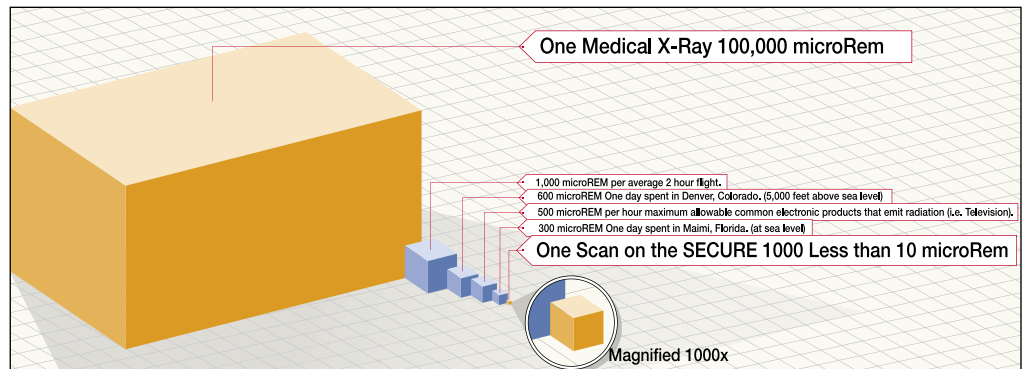 One Medical X-Ray 100,000 microRem
1,000 microREM per average 2 hour flight.
600 microREM One day spent in Denver, Colorado. (5,000 feet above sea level)
500 microREM per hour maximum allowable common electronic products that emit radiation (i.e. Television).
300 microREM One day spent in Maimi, Florida. (at sea level)
One Scan on the SECURE 1000 Less than 10 microRem
Magnified 1000x